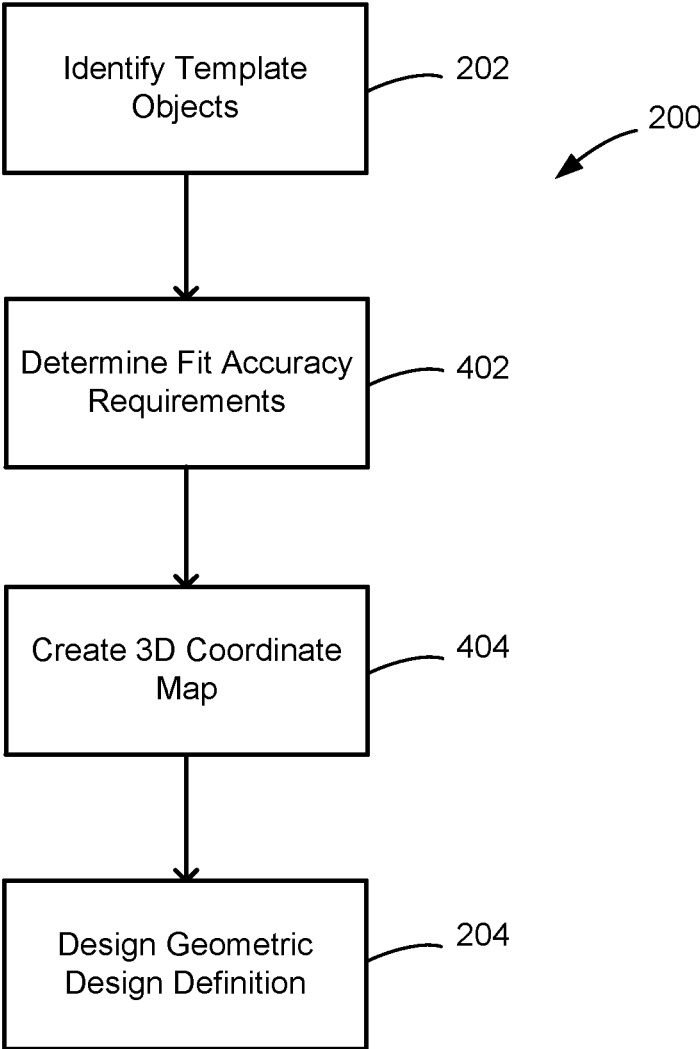 Identify Template
Objects
202
200
Determine Fit Accuracy
Requirements
402
Create 3D Coordinate
Map
404
Design Geometric
Design Definition
204